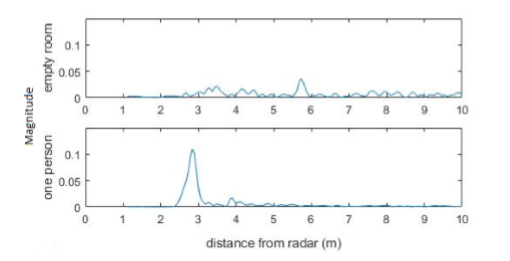 Magnitude
empty room
0.1
0.05
0
0 1 2 3 4 5 6 7 8 9 10
one person
0.1
0.05
0
0 1 2 3 4 5 6 7 8 9 10
distance from radar (m)